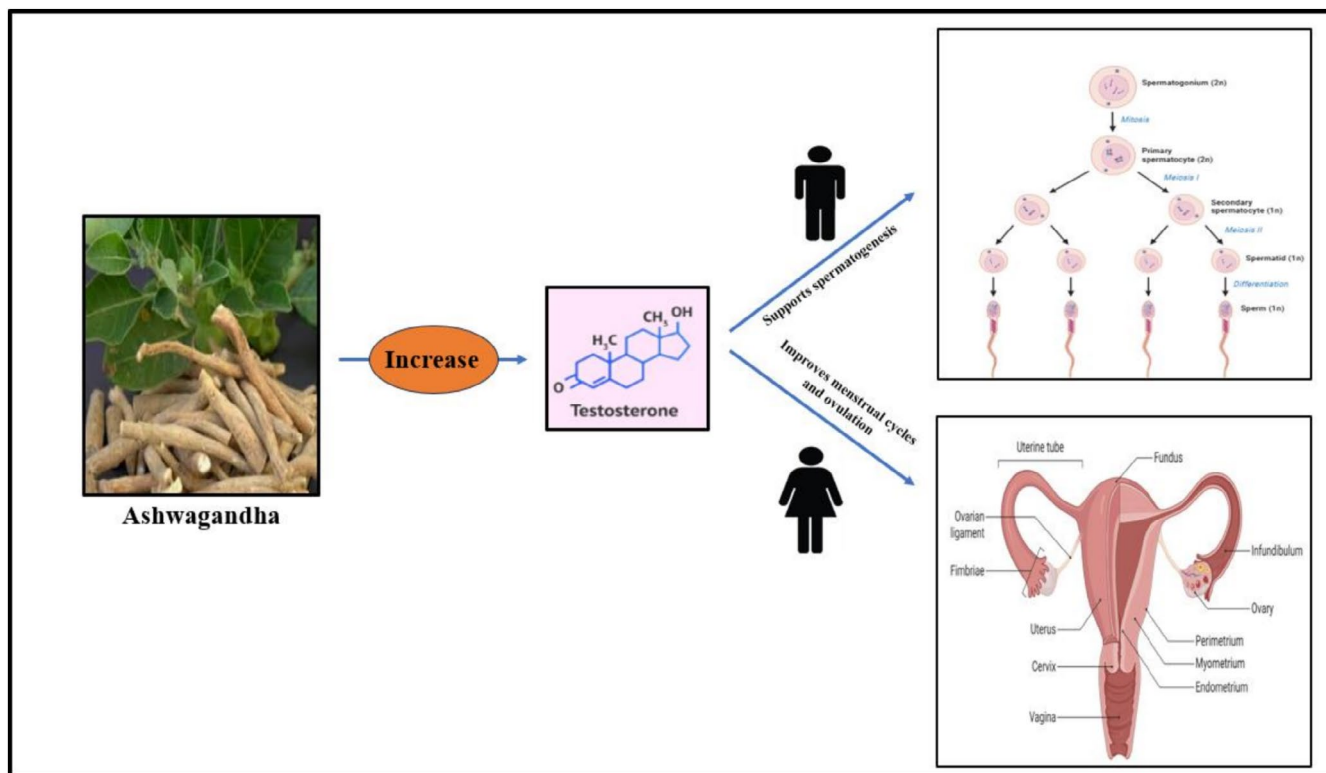 Ashwagandha
Increase
CH3
OH
H3C
O
Testosterone
Supports spermatogenesis
Improves menstrual cycles
and ovulation
Spermatogonium (2n)
Mitosis
Primary
spermatocyte (2n)
Meiosis I
Secondary
spermatocyte (1n)
Meiosis II
Spermatid (1n)
Differentiation
Sperm (1n)
Uterine tube
Fundus
Ovarian
ligament
Fimbriae
Infundibulum
Ovary
Uterus
Perimetrium
Cervix
Myometrium
Endometrium
Vagina